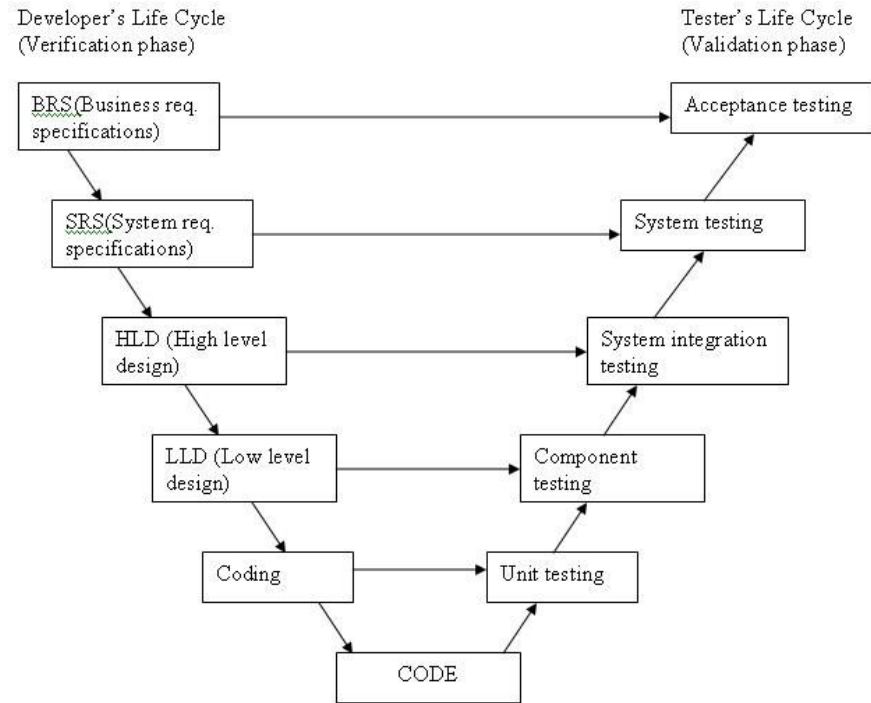 Developer's Life Cycle
(Verification phase)
Tester's Life Cycle
(Validation phase)
BRS(Business req.
specifications)
Acceptance testing
SRS(System req.
specifications)
System testing
HLD (High level
design)
System integration
testing
LLD (Low level
design)
Component
testing
Coding
Unit testing
CODE